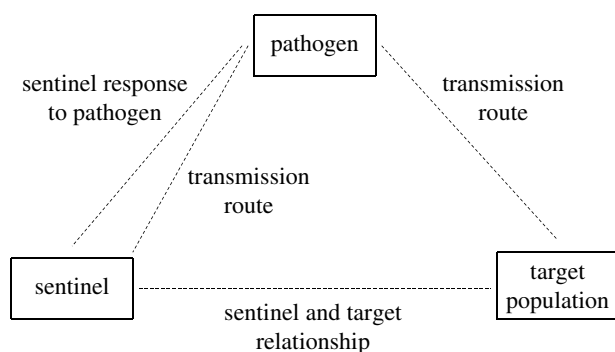 pathogen
sentinel response
to pathogen
transmission
route
transmission
route
sentinel
target
population
sentinel and target
relationship